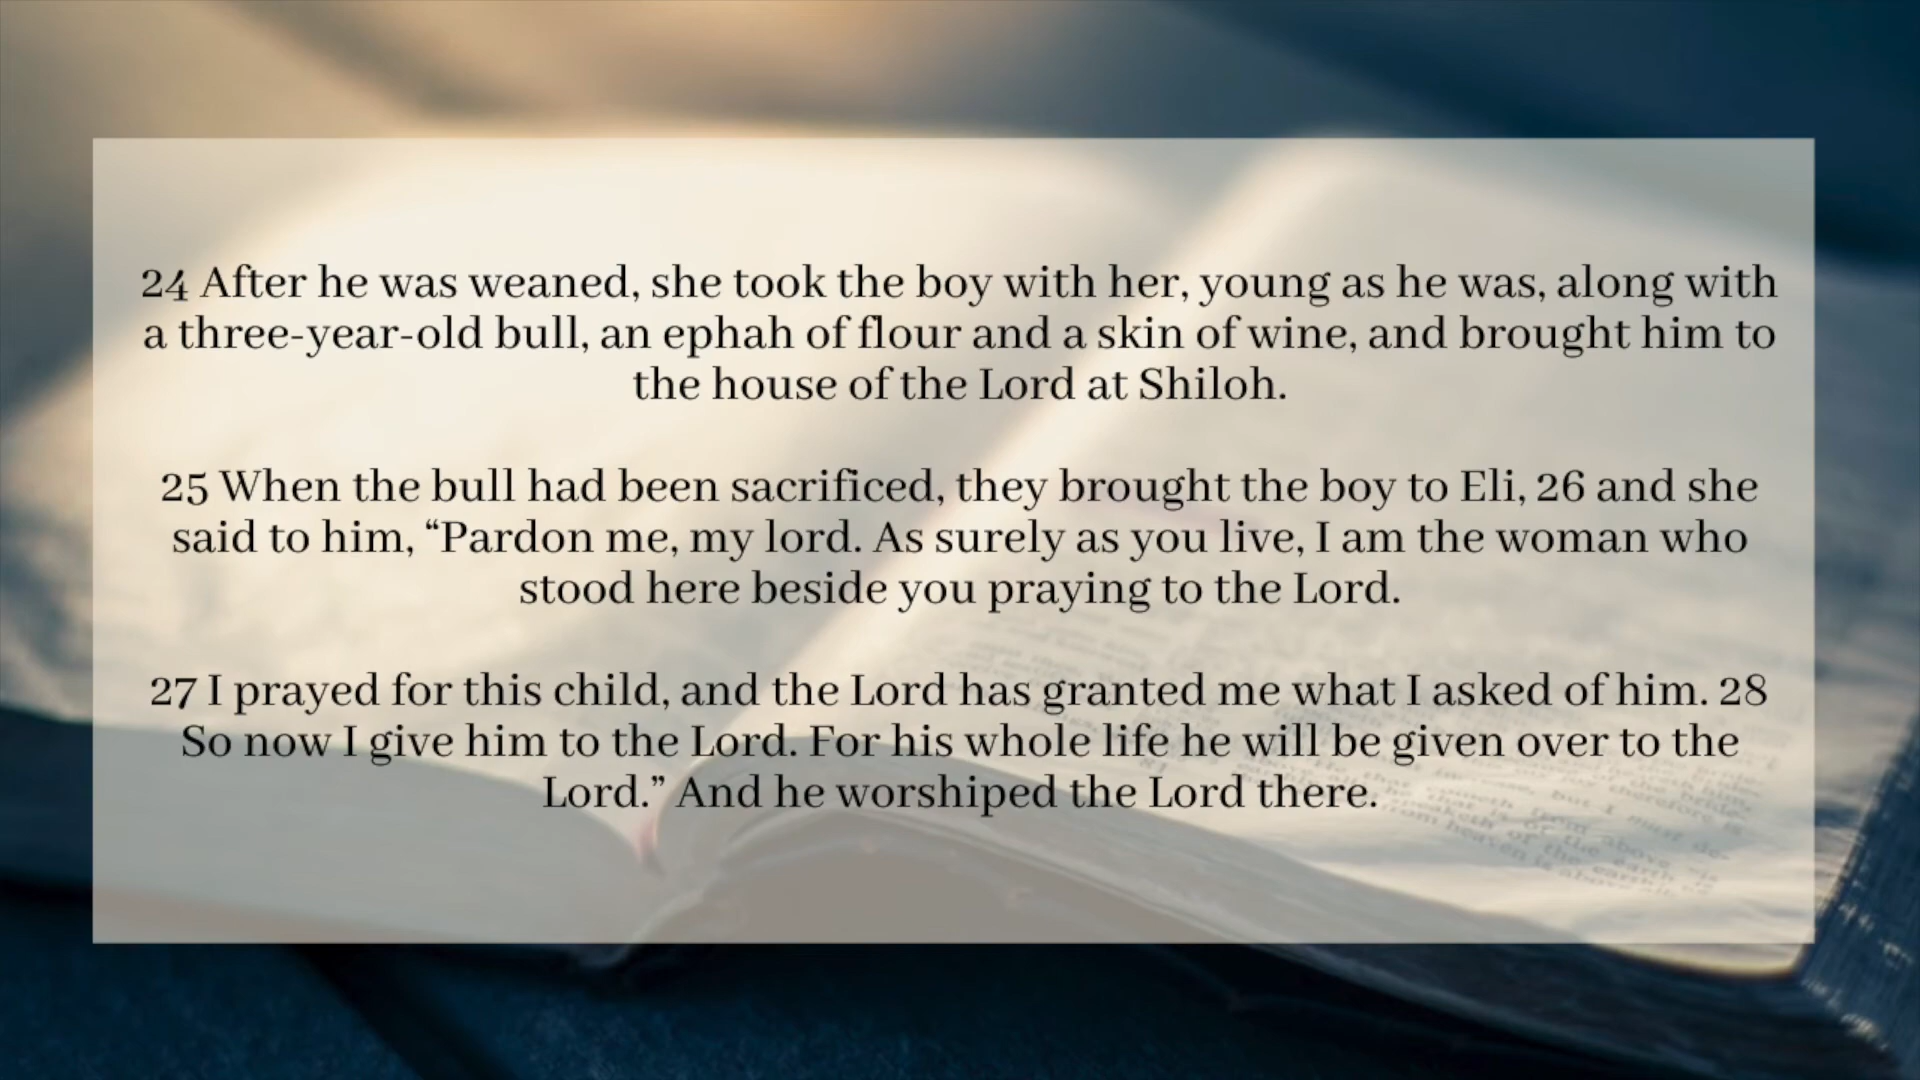 24 After he was weaned, she took the boy with her, young as he was, along with
a three-year-old bull, an ephah of flour and a skin of wine, and brought him to
the house of the Lord at Shiloh.
25 When the bull had been sacrificed, they brought the boy to Eli, 26 and she
said to him, “Pardon me, my lord. As surely as you live, I am the woman who
stood here beside you praying to the Lord.
27 I prayed for this child, and the Lord has granted me what I asked of him. 28
So now I give him to the Lord. For his whole life he will be given over to the
Lord.” And he worshiped the Lord there.